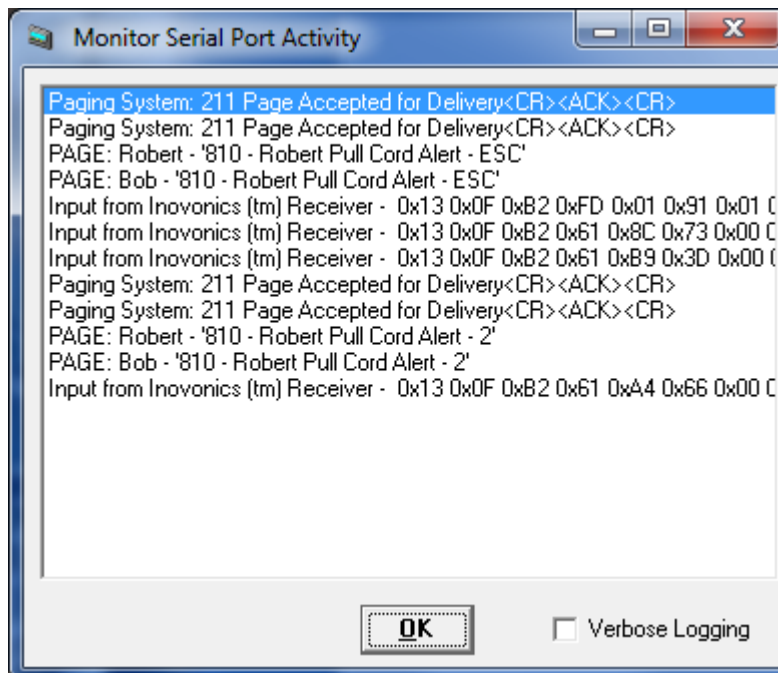 Monitor Serial Port Activity
Paging System: 211 Page Accepted for Delivery<CR><ACK><CR>
Paging System: 211 Page Accepted for Delivery<CR><ACK><CR>
PAGE: Robert - '810 - Robert Pull Cord Alert - ESC'
PAGE: Bob - '810 - Robert Pull Cord Alert - ESC'
Input from Inovonics (tm) Receiver - 0x13 0x0F 0xB2 0xFD 0x01 0x91 0x01
Input from Inovonics (tm) Receiver - 0x13 0x0F 0xB2 0x61 0x8C 0x73 0x00
Input from Inovonics (tm) Receiver - 0x13 0x0F 0xB2 0x61 0xB9 0x3D 0x00
Paging System: 211 Page Accepted for Delivery<CR><ACK><CR>
Paging System: 211 Page Accepted for Delivery<CR><ACK><CR>
PAGE: Robert - '810 - Robert Pull Cord Alert - 2'
PAGE: Bob - '810 - Robert Pull Cord Alert - 2'
Input from Inovonics (tm) Receiver - 0x13 0x0F 0xB2 0x61 0xA4 0x66 0x00
OK
Verbose Logging